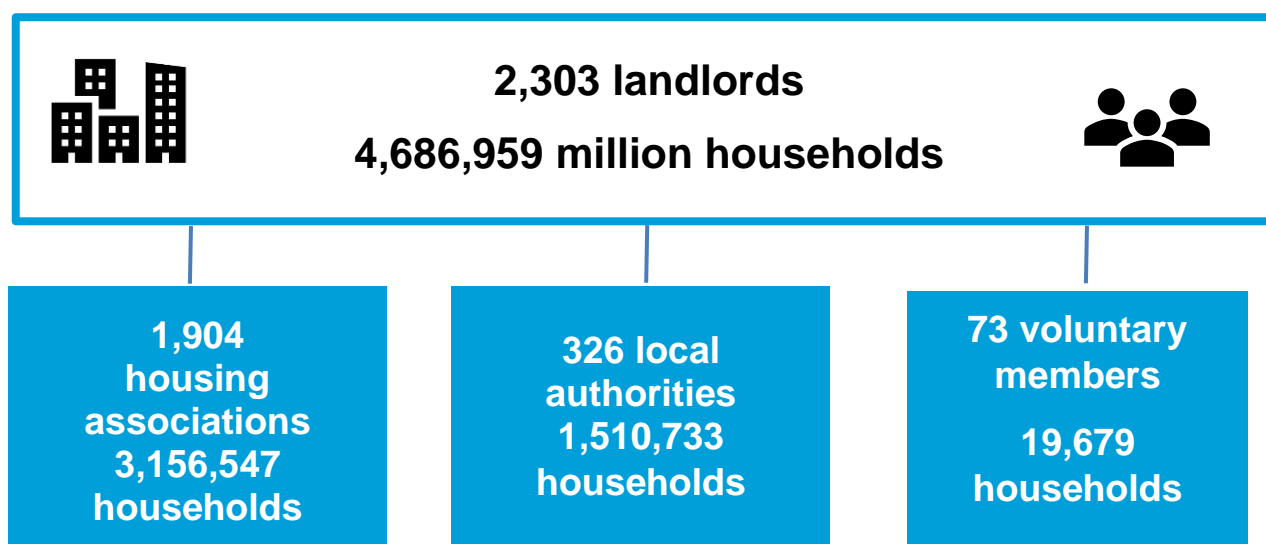 2,303 landlords
4,686,959 million households
1,904
housing
associations
3,156,547
households
326 local
authorities
1,510,733
households
73 voluntary
members
19,679
households